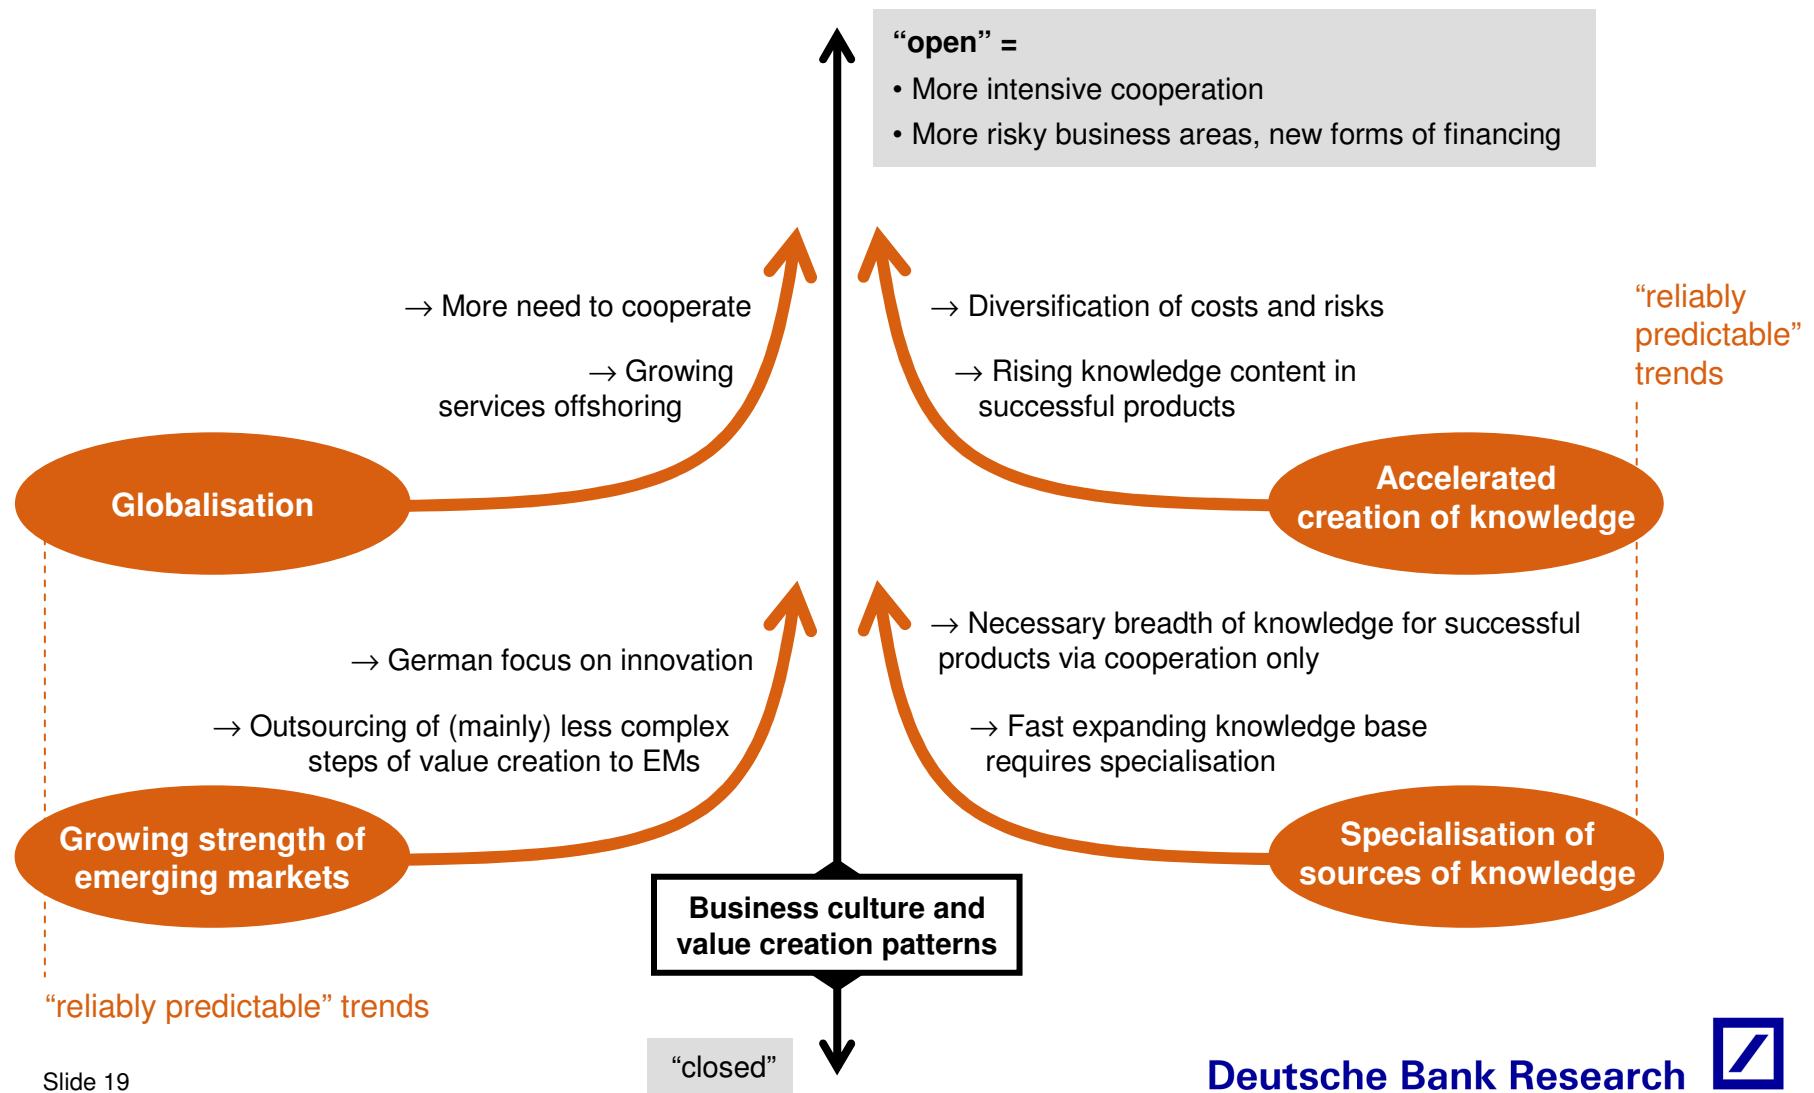 “open” =
• More intensive cooperation
• More risky business areas, new forms of financing
→ More need to cooperate
→ Growing
services offshoring
Globalisation
→ Diversification of costs and risks
→ Rising knowledge content in
successful products
“reliably
predictable”
trends
Accelerated
creation of knowledge
→ German focus on innovation
→ Outsourcing of (mainly) less complex
steps of value creation to EMs
Growing strength of
emerging markets
→ Necessary breadth of knowledge for successful
products via cooperation only
→ Fast expanding knowledge base
requires specialisation
Specialisation of
sources of knowledge
Business culture and
value creation patterns
“reliably predictable” trends
“closed”
Slide 19
Deutsche Bank Research